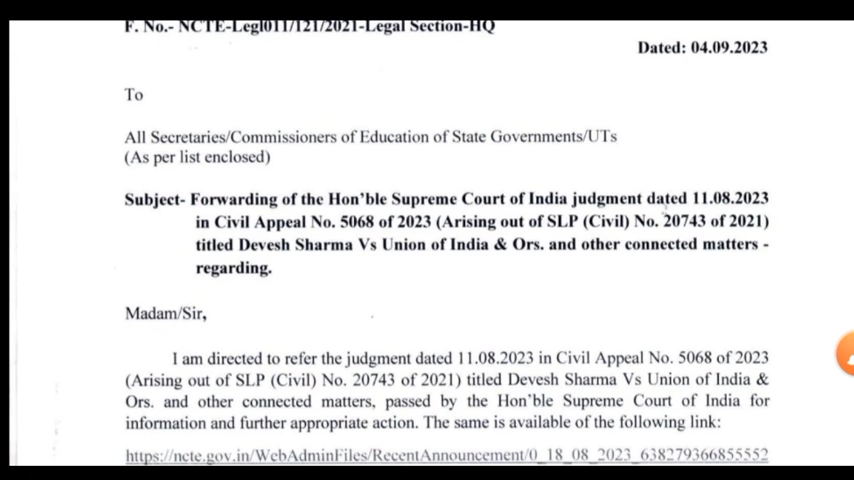 F. No.- NCTE-Legl011/121/2021-Legal Section-HQ
Dated: 04.09.2023
To
All Secretaries/Commissioners of Education of State Governments/UTs
(As per list enclosed)
Subject- Forwarding of the Hon'ble Supreme Court of India judgment dated 11.08.2023
in Civil Appeal No. 5068 of 2023 (Arising out of SLP (Civil) No. 20743 of 2021)
titled Devesh Sharma Vs Union of India & Ors. and other connected matters -
regarding.
Madam/Sir,
I am directed to refer the judgment dated 11.08.2023 in Civil Appeal No. 5068 of 2023
(Arising out of SLP (Civil) No. 20743 of 2021) titled Devesh Sharma Vs Union of India &
Ors. and other connected matters, passed by the Hon'ble Supreme Court of India for
information and further appropriate action. The same is available of the following link:
https://ncte.gov.in/WebAdminFiles/RecentAnnouncement/0_18_08_2023_638279366855552